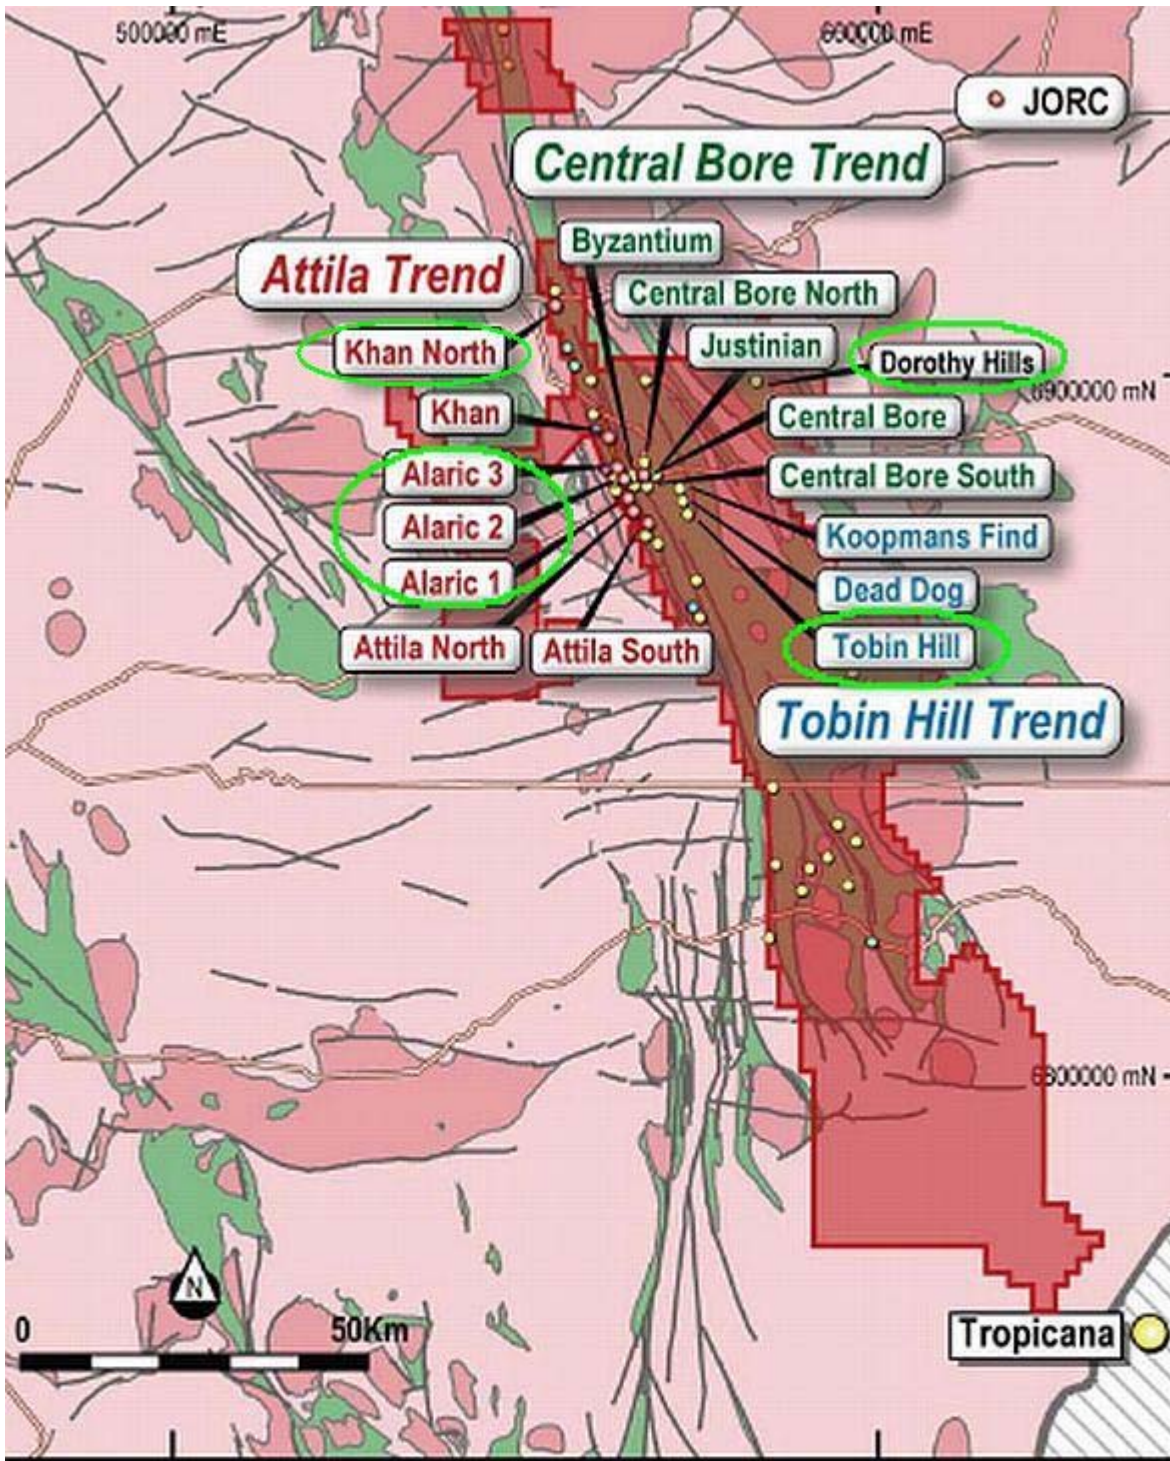 500000 mE
600000 mE
JORC
Central Bore Trend
Byzantium
Attila Trend
Central Bore North
Khan North
Justinian
Dorothy Hills
6900000 mN
Khan
Central Bore
Alaric 3
Central Bore South
Alaric 2
Koopmans Find
Alaric 1
Dead Dog
Attila North
Attila South
Tobin Hill
Tobin Hill Trend
6800000 mN
N
0
50Km
Tropicana